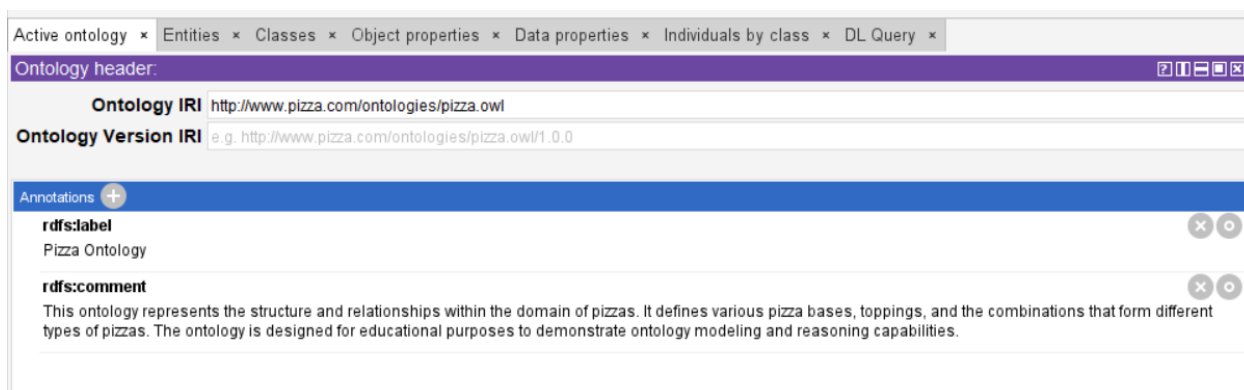 Active ontology × Entities × Classes × Object properties × Data properties × Individuals by class × DL Query ×
Ontology header:
Ontology IRI http://www.pizza.com/ontologies/pizza.owl
Ontology Version IRI e.g. http://www.pizza.com/ontologies/pizza.owl/1.0.0
Annotations
rdfs:label
Pizza Ontology
rdfs:comment
This ontology represents the structure and relationships within the domain of pizzas. It defines various pizza bases, toppings, and the combinations that form different
types of pizzas. The ontology is designed for educational purposes to demonstrate ontology modeling and reasoning capabilities.